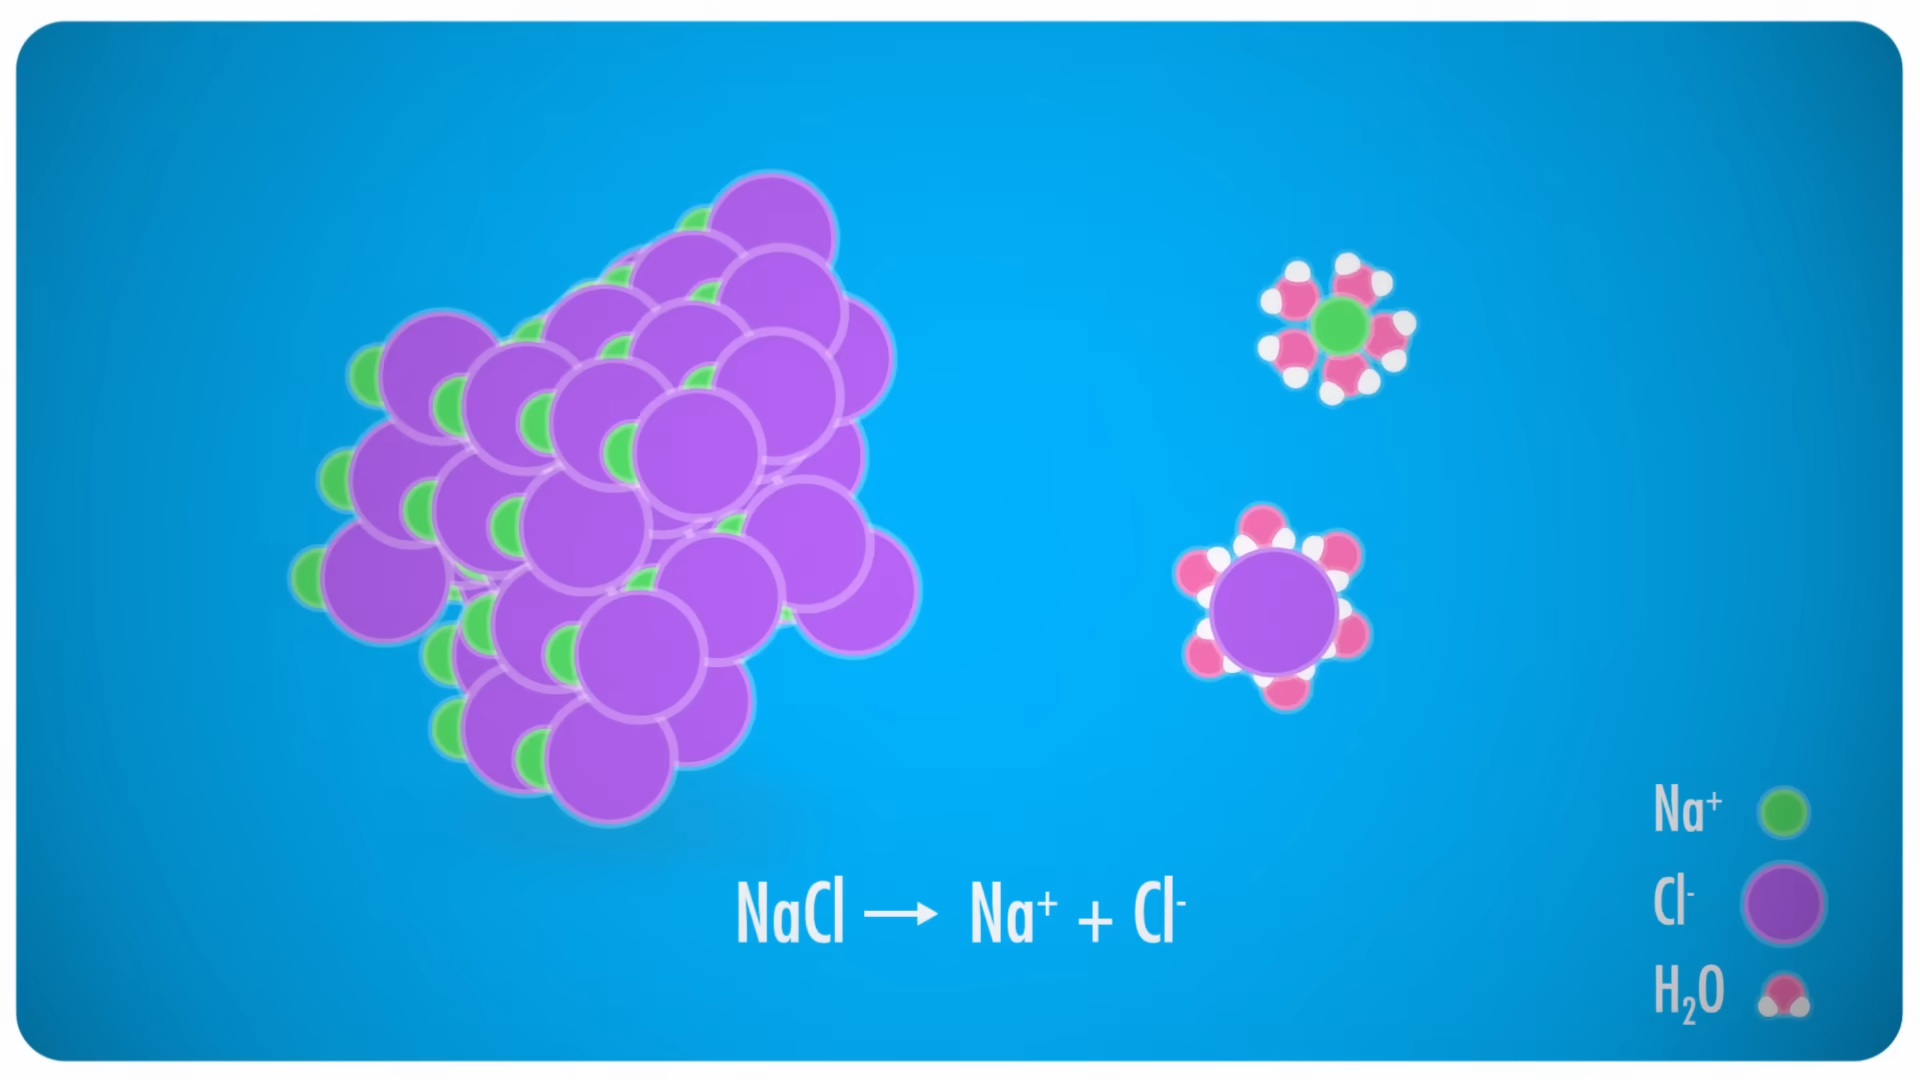 NaCl → Na⁺ + Cl⁻
Na⁺
Cl⁻
H₂O